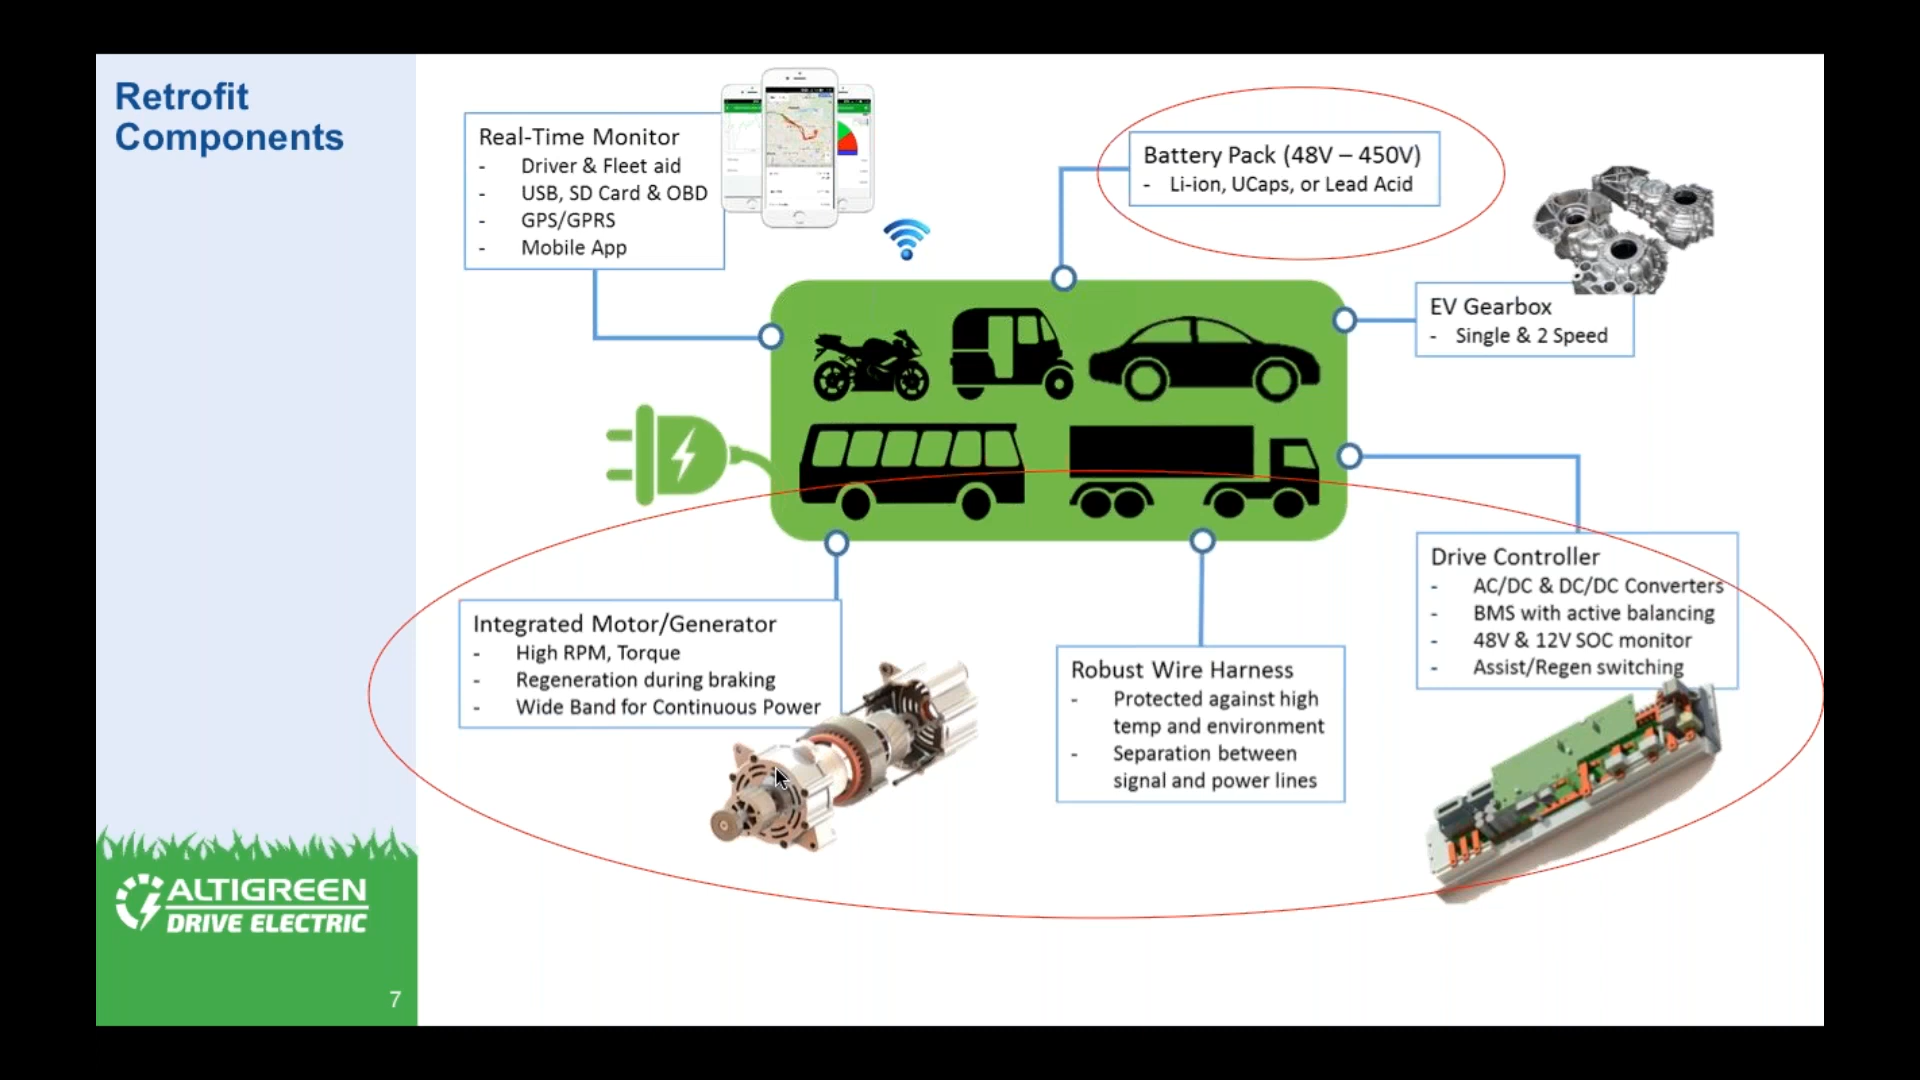 Retrofit
Components
Real-Time Monitor
- Driver & Fleet aid
- USB, SD Card & OBD
- GPS/GPRS
- Mobile App
Battery Pack (48V – 450V)
- Li-ion, UCaps, or Lead Acid
EV Gearbox
- Single & 2 Speed
Integrated Motor/Generator
- High RPM, Torque
- Regeneration during braking
- Wide Band for Continuous Power
Robust Wire Harness
- Protected against high
temp and environment
- Separation between
signal and power lines
Drive Controller
- AC/DC & DC/DC Converters
- BMS with active balancing
- 48V & 12V SOC monitor
- Assist/Regen switching
ALTIGREEN
DRIVE ELECTRIC
7